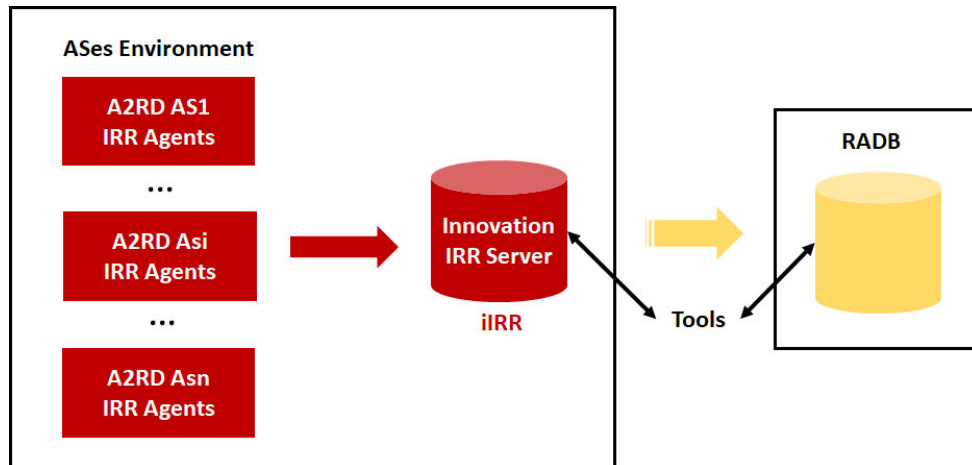 ASes Environment
A2RD AS1
IRR Agents
...
A2RD Asi
IRR Agents
...
A2RD Asn
IRR Agents
Innovation
IRR Server
iIRR
Tools
RADB